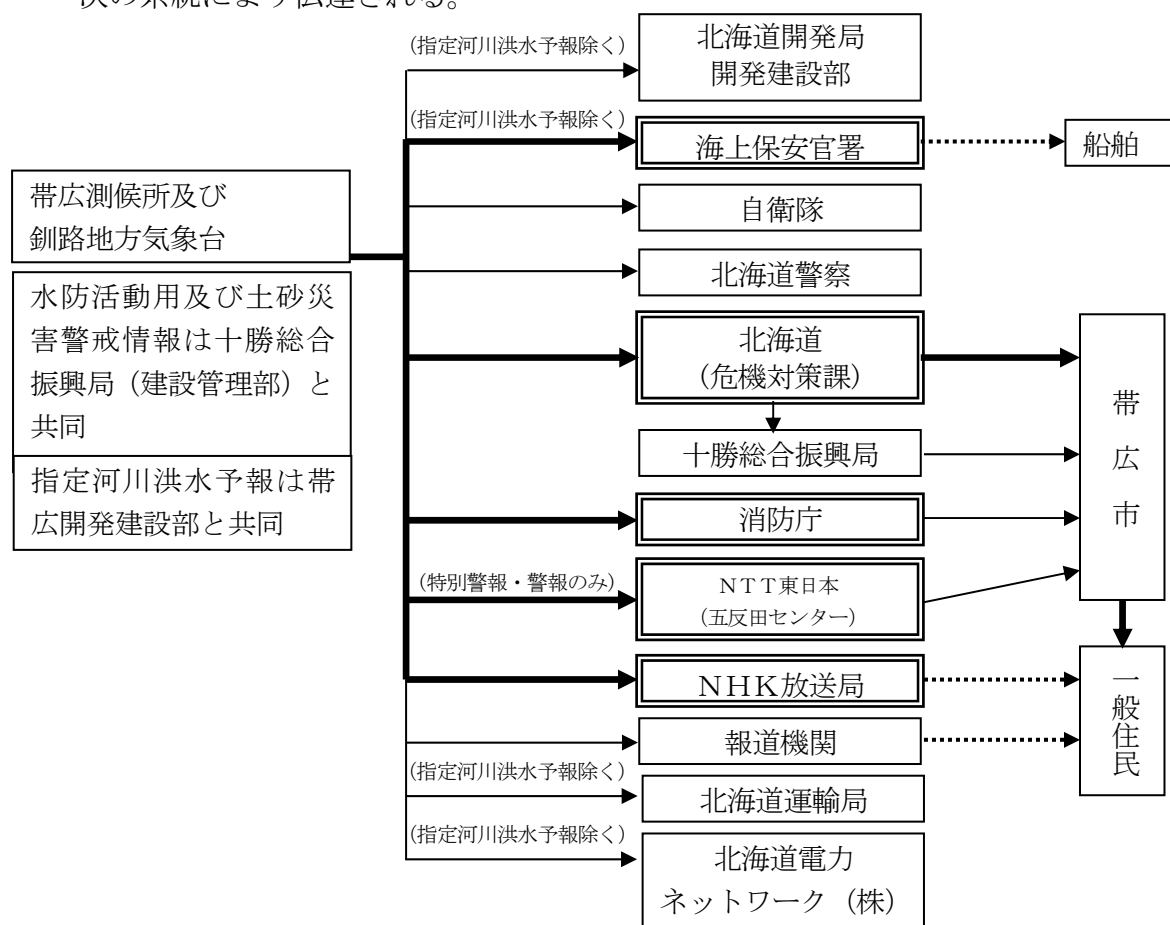 次の系統により伝達される。
(指定河川洪水予報除く)
北海道開発局
開発建設部
(指定河川洪水予報除く)
海上保安官署
船舶
帯広測候所及び
釧路地方気象台
自衛隊
北海道警察
水防活動用及び土砂災
害警戒情報は十勝総合
振興局（建設管理部）と
共同
北海道
(危機対策課)
帯広市
十勝総合振興局
指定河川洪水予報は帯
広開発建設部と共同
消防庁
(特別警報・警報のみ)
ＮＴＴ東日本
(五反田センター)
ＮＨＫ放送局
一般住民
報道機関
(指定河川洪水予報除く)
北海道運輸局
(指定河川洪水予報除く)
北海道電力
ネットワーク（株）